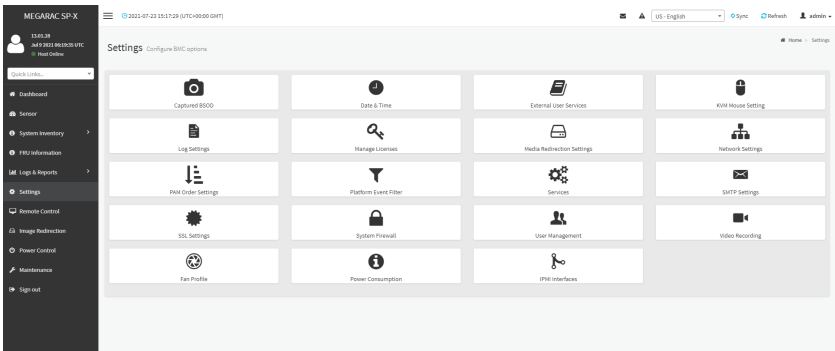 MEGARAC SP-X
2021-07-23 15:17:29 (UTC+00:00 GMT)
US - English
Sync
Refresh
admin
13.01.28
Jul 9 2021 06:19:35 UTC
Host Online
Quick Links...
Dashboard
Sensor
System Inventory
FRU Information
Logs & Reports
Settings
Remote Control
Image Redirection
Power Control
Maintenance
Sign out
Settings Configure BMC options
Home > Settings
Captured BSOD
Date & Time
External User Services
KVM Mouse Setting
Log Settings
Manage Licenses
Media Redirection Settings
Network Settings
PAM Order Settings
Platform Event Filter
Services
SMTP Settings
SSL Settings
System Firewall
User Management
Video Recording
Fan Profile
Power Consumption
IPMI Interfaces